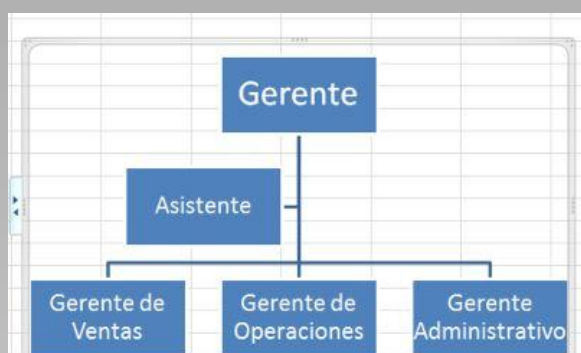 Gerente
Asistente
Gerente de
Ventas
Gerente de
Operaciones
Gerente
Administrativo